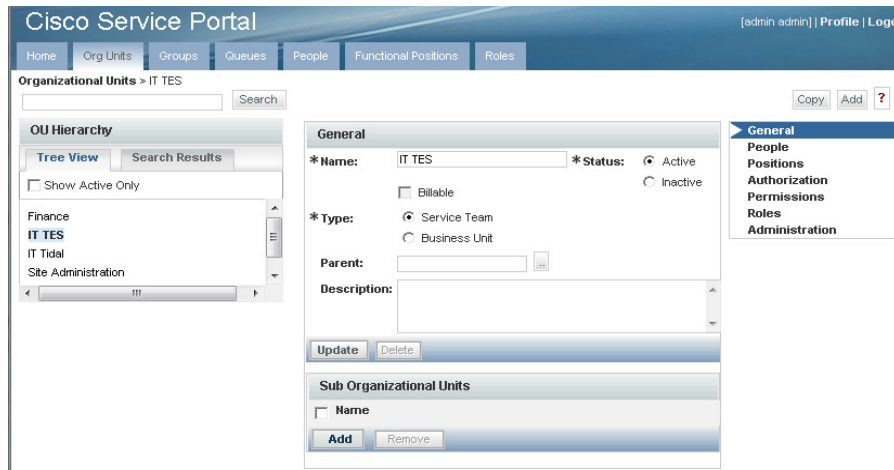 Cisco Service Portal
[admin admin] | Profile |
Home Org Units Groups Queues People Functional Positions Roles
Organizational Units > IT TES
Search
Copy Add ?
OU Hierarchy
Tree View Search Results
Show Active Only
Finance
IT TES
IT Tidal
Site Administration
General
*Name: IT TES *Status: Active
Inactive
Billable
*Type: Service Team
Business Unit
Parent: ...
Description:
Update Delete
Sub Organizational Units
Name
Add Remove
General
People
Positions
Authorization
Permissions
Roles
Administration